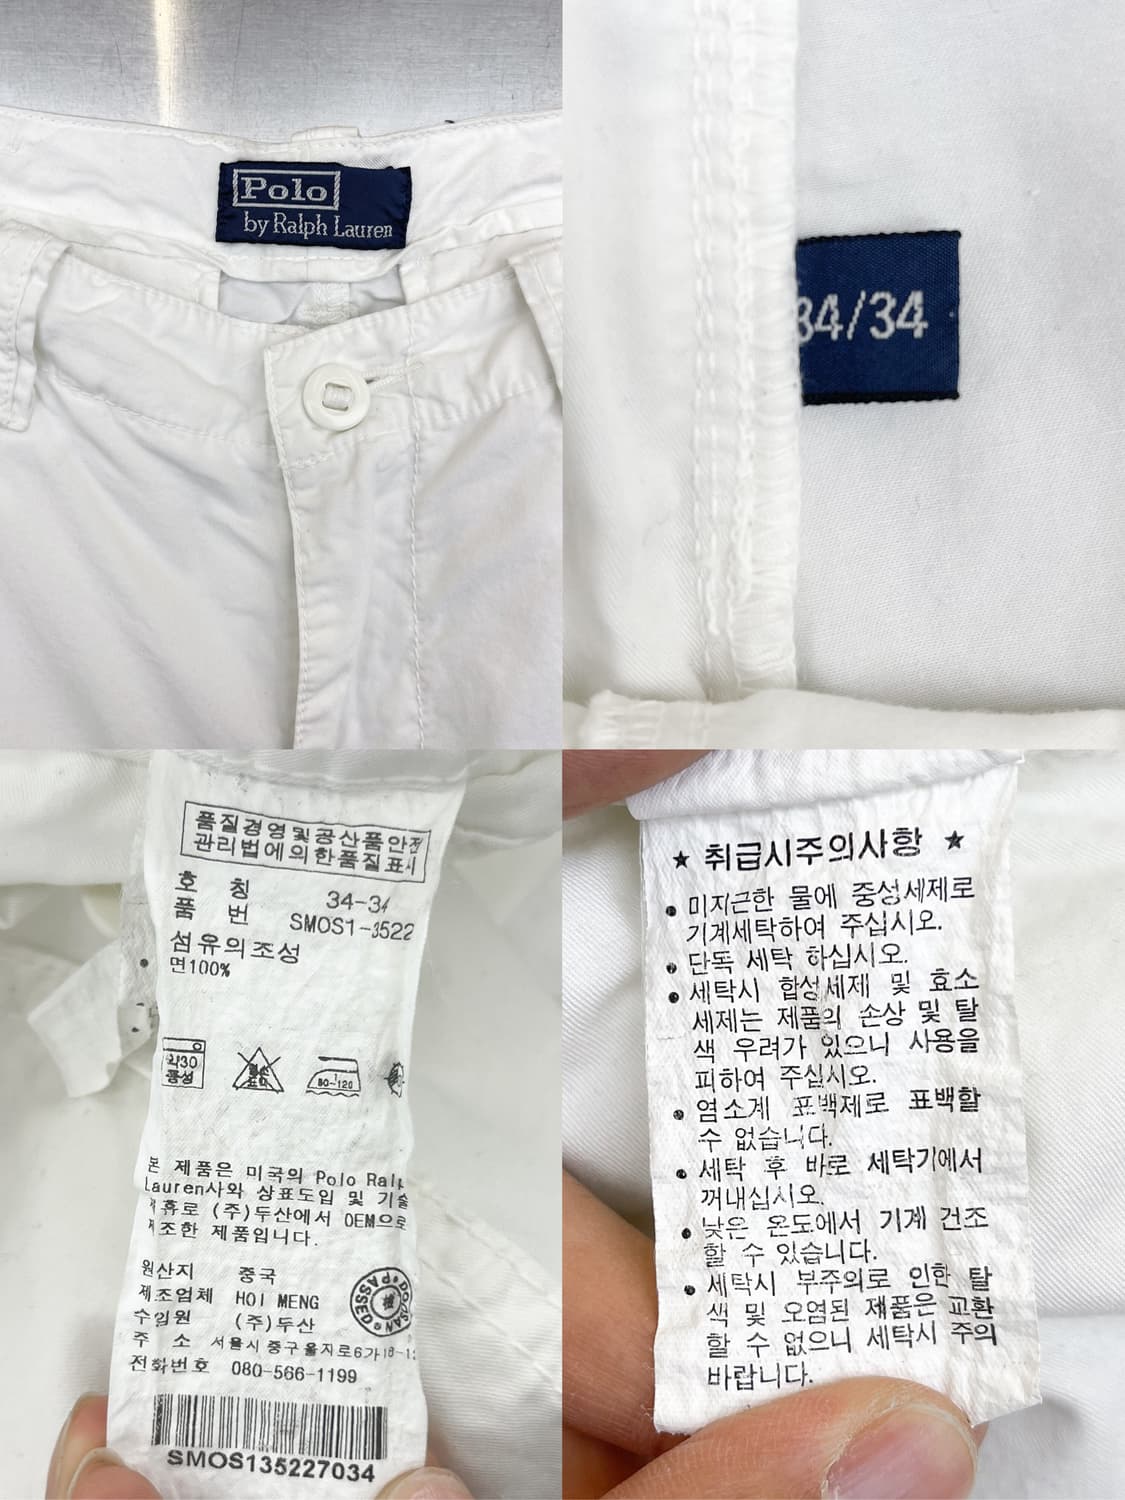 Polo
by Ralph Lauren
34/34
품질경영및공산품안전
관리법에의한품질표시
호 칭 34-34
품 번 SMOS1-3522
섬유의조성
면100%
약30
중성
염소
표백
80-120
본 제품은 미국의 Polo Ralp
Lauren사와 상표도입 및 기술
제휴로 (주)두산에서 OEM으로
제조한 제품입니다.
원산지 중국
제조업체 HOI MENG
수입원 (주)두산
주 소 서울시중구을지로6가18-12
전화번호 080-566-1199
PASSED DOOSAN
SMOS135227034
★ 취급시주의사항 ★
• 미지근한 물에 중성세제로
기계세탁하여 주십시오.
• 단독 세탁 하십시오.
• 세탁시 합성세제 및 효소
세제는 제품의 손상 및 탈
색 우려가 있으니 사용을
피하여 주십시오.
• 염소계 표백제로 표백할
수 없습니다.
• 세탁 후 바로 세탁기에서
꺼내십시오.
• 낮은 온도에서 기계 건조
할 수 있습니다.
• 세탁시 부주의로 인한 탈
색 및 오염된 제품은 교환
할 수 없으니 세탁시 주의
바랍니다.